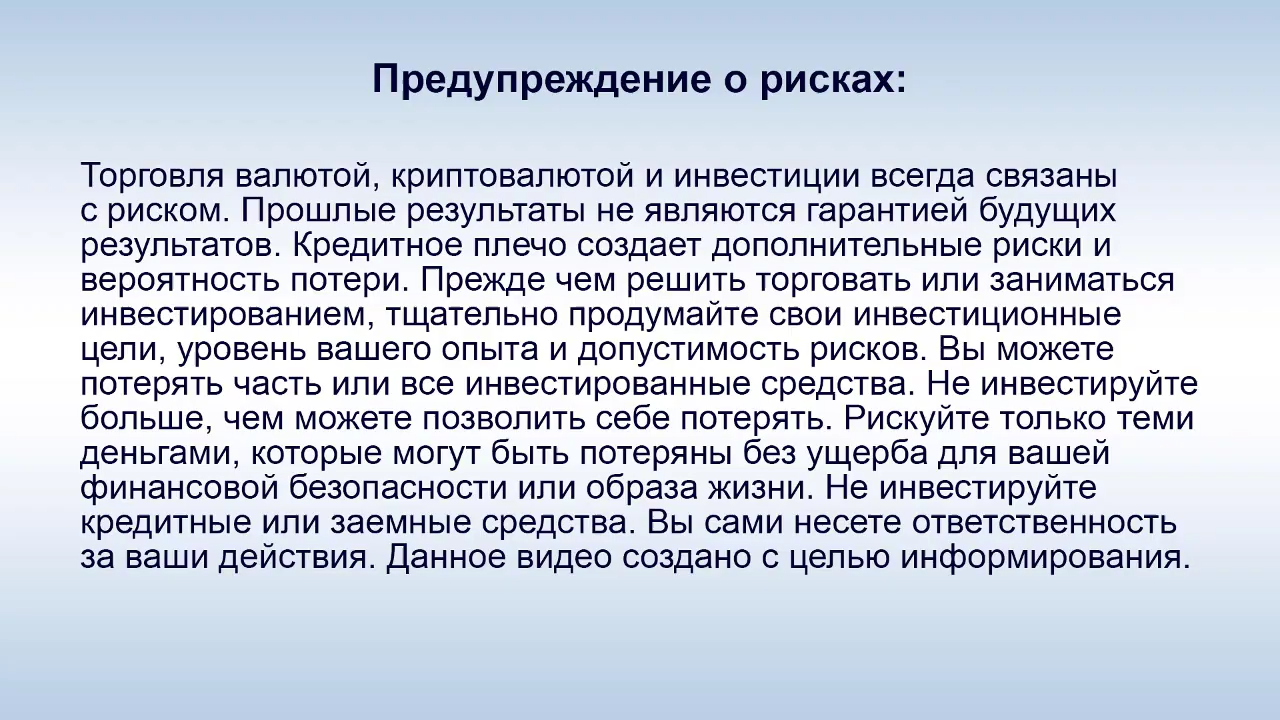 Предупреждение о рисках:
Торговля валютой, криптовалютой и инвестиции всегда связаны
с риском. Прошлые результаты не являются гарантией будущих
результатов. Кредитное плечо создает дополнительные риски и
вероятность потери. Прежде чем решить торговать или заниматься
инвестированием, тщательно продумайте свои инвестиционные
цели, уровень вашего опыта и допустимость рисков. Вы можете
потерять часть или все инвестированные средства. Не инвестируйте
больше, чем можете позволить себе потерять. Рискуйте только теми
деньгами, которые могут быть потеряны без ущерба для вашей
финансовой безопасности или образа жизни. Не инвестируйте
кредитные или заемные средства. Вы сами несете ответственность
за ваши действия. Данное видео создано с целью информирования.